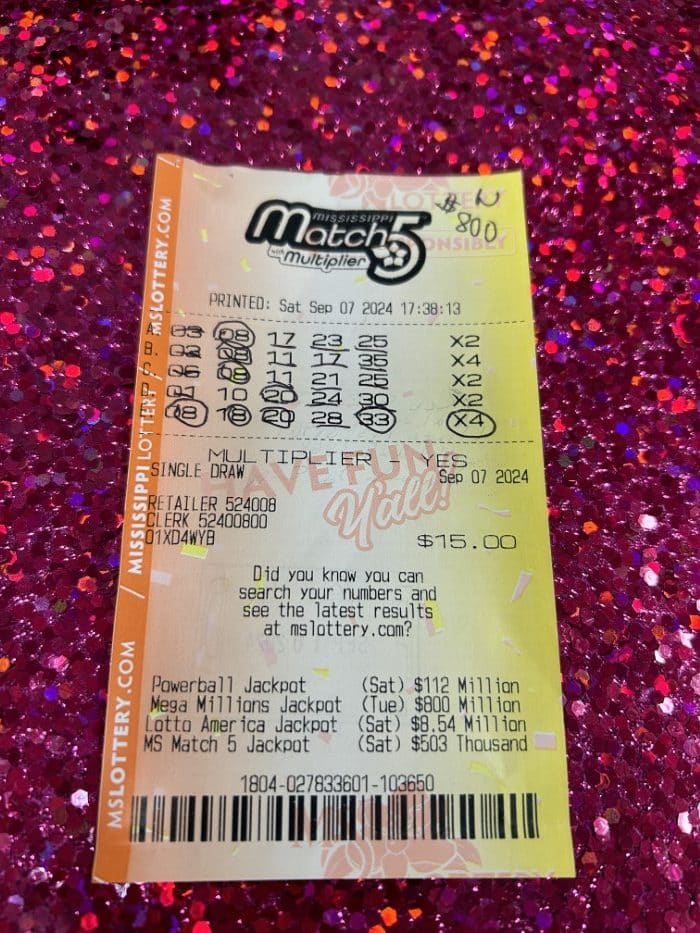 $ 800
MISSISSIPPI
Match 5
with Multiplier
PRINTED: Sat Sep 07 2024 17:38:13
A. 03 08 17 23 25 X2
B. 02 08 11 17 35 X4
C. 06 08 11 21 25 X2
D. 01 10 20 24 30 X2
08 18 20 28 33 X4
MULTIPLIER YES
SINGLE DRAW Sep 07 2024
HAVE FUN
Y'all!
RETAILER 524008
CLERK 52400800
01XD4WYB $15.00
Did you know you can
search your numbers and
see the latest results
at mslottery.com?
Powerball Jackpot (Sat) $112 Million
Mega Millions Jackpot (Tue) $800 Million
Lotto America Jackpot (Sat) $8.54 Million
MS Match 5 Jackpot (Sat) $503 Thousand
1804-027833601-103650
MSLOTTERY.COM / MISSISSIPPI LOTTERY / MSLOTTERY.COM /